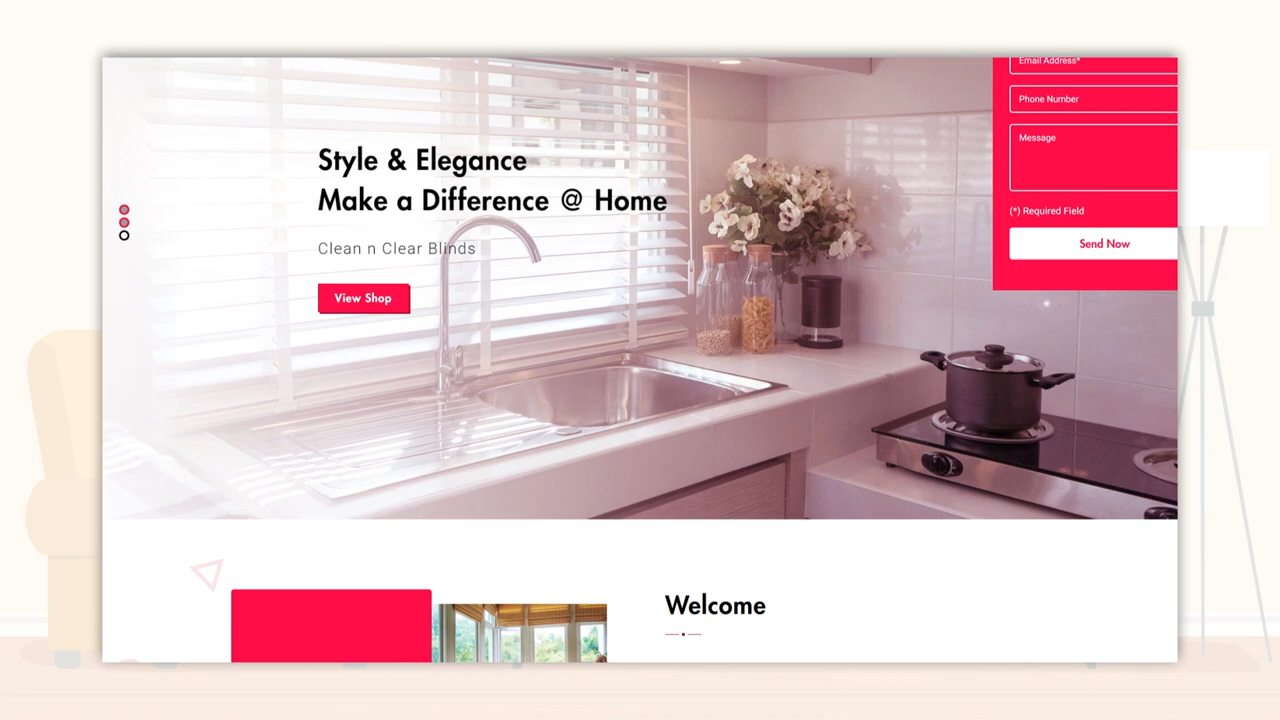 Style & Elegance
Make a Difference @ Home
Clean n Clear Blinds
View Shop
Email Address*
Phone Number
Message
(*) Required Field
Send Now
Welcome